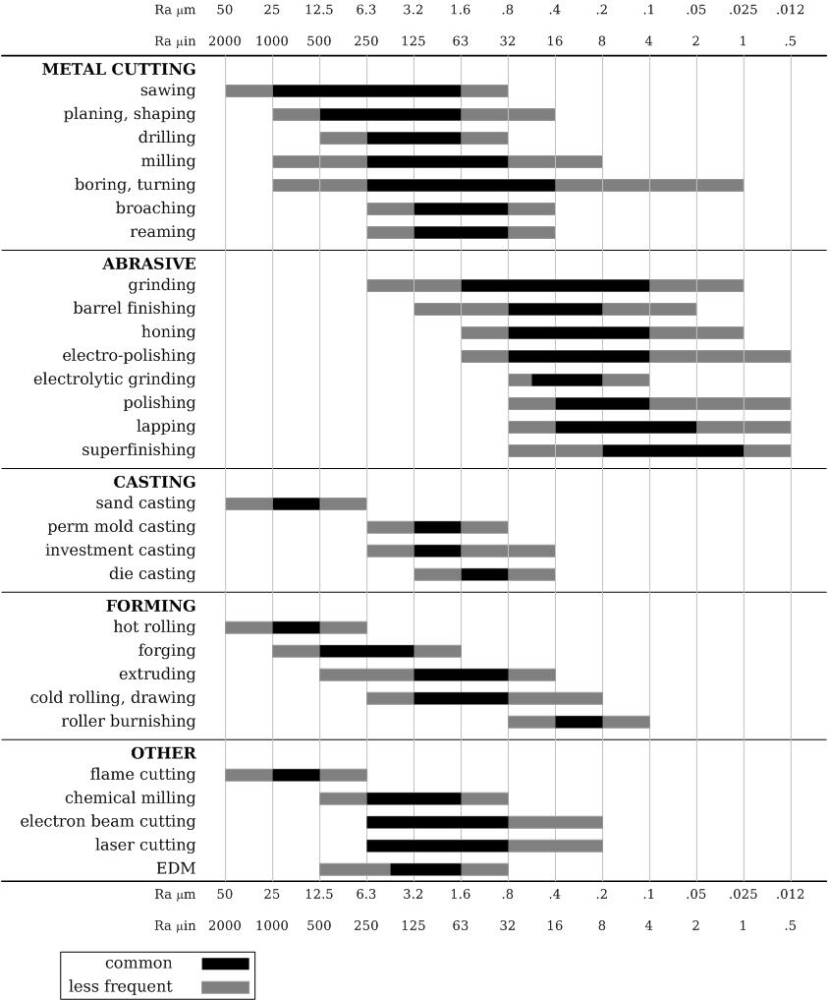 Ra μm 50 25 12.5 6.3 3.2 1.6 .8 .4 .2 .1 .05 .025 .012
Ra μin 2000 1000 500 250 125 63 32 16 8 4 2 1 .5
METAL CUTTING
sawing
planing, shaping
drilling
milling
boring, turning
broaching
reaming
ABRASIVE
grinding
barrel finishing
honing
electro-polishing
electrolytic grinding
polishing
lapping
superfinishing
CASTING
sand casting
perm mold casting
investment casting
die casting
FORMING
hot rolling
forging
extruding
cold rolling, drawing
roller burnishing
OTHER
flame cutting
chemical milling
electron beam cutting
laser cutting
EDM
Ra μm 50 25 12.5 6.3 3.2 1.6 .8 .4 .2 .1 .05 .025 .012
Ra μin 2000 1000 500 250 125 63 32 16 8 4 2 1 .5
common
less frequent